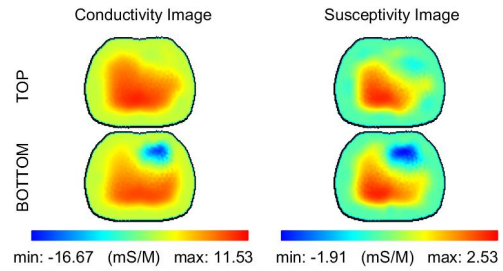 Conductivity Image
Susceptivity Image
TOP
BOTTOM
min: -16.67 (mS/M) max: 11.53
min: -1.91 (mS/M) max: 2.53